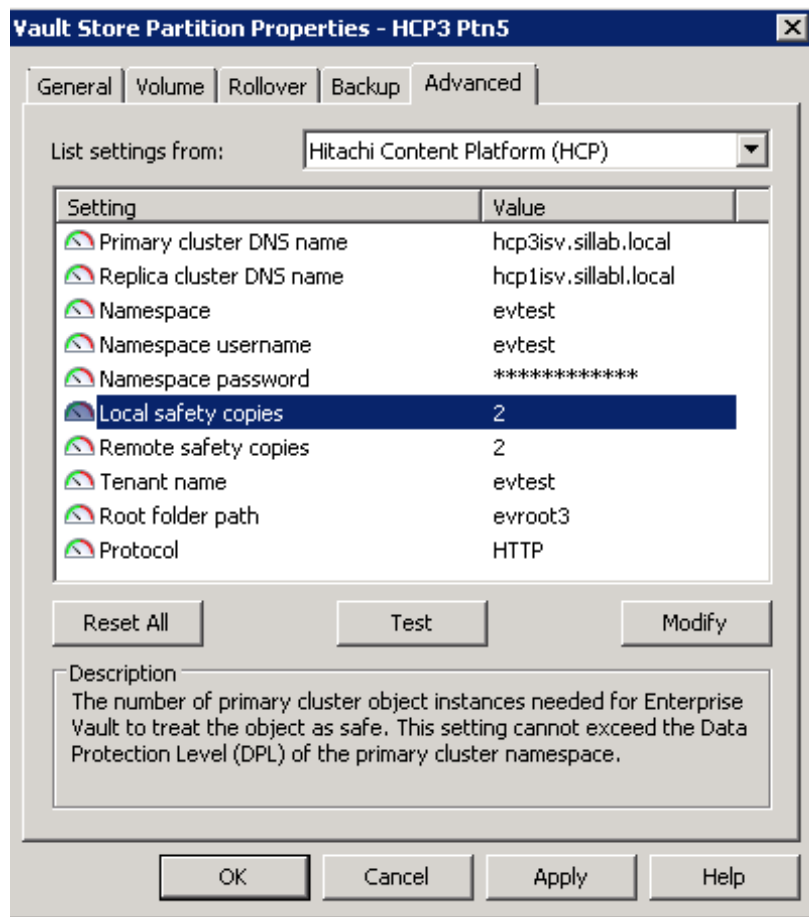 Vault Store Partition Properties - HCP3 Ptn5
General Volume Rollover Backup Advanced
List settings from: Hitachi Content Platform (HCP)
Setting Value
Primary cluster DNS name hcp3isv.sillab.local
Replica cluster DNS name hcp1isv.sillabl.local
Namespace evtest
Namespace username evtest
Namespace password ************
Local safety copies 2
Remote safety copies 2
Tenant name evtest
Root folder path evroot3
Protocol HTTP
Reset All Test Modify
Description
The number of primary cluster object instances needed for Enterprise
Vault to treat the object as safe. This setting cannot exceed the Data
Protection Level (DPL) of the primary cluster namespace.
OK Cancel Apply Help